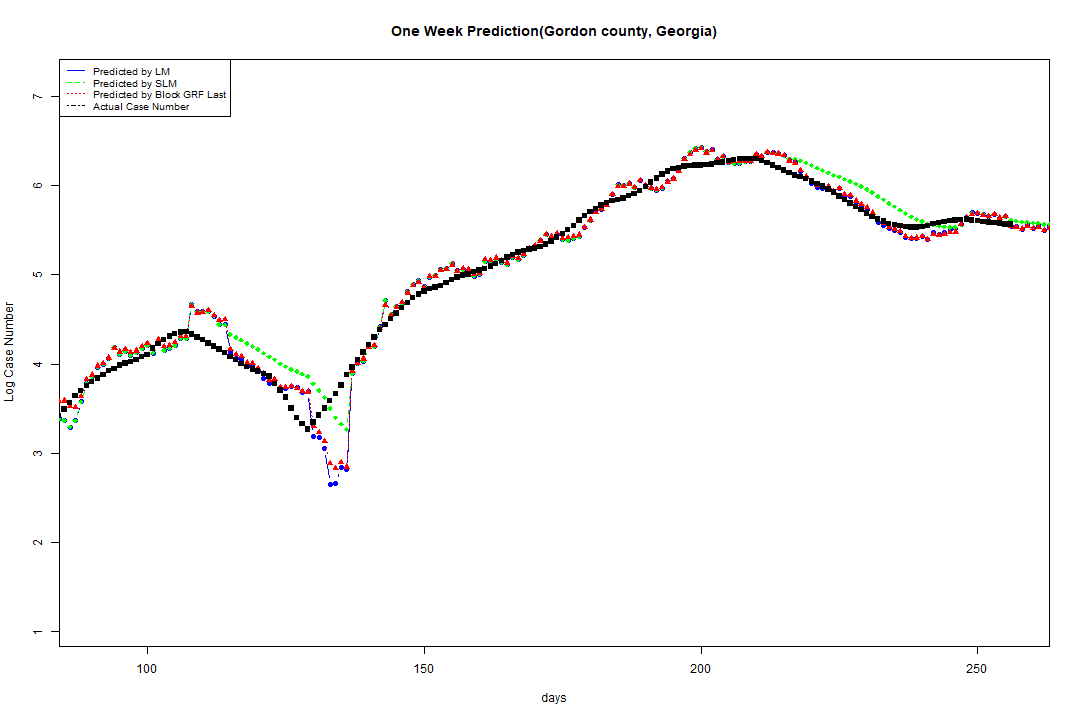 One Week Prediction(Gordon county, Georgia)
Predicted by LM
Predicted by SLM
Predicted by Block GRF Last
Actual Case Number
7
6
5
4
3
2
1
Log Case Number
100 150 200 250
days